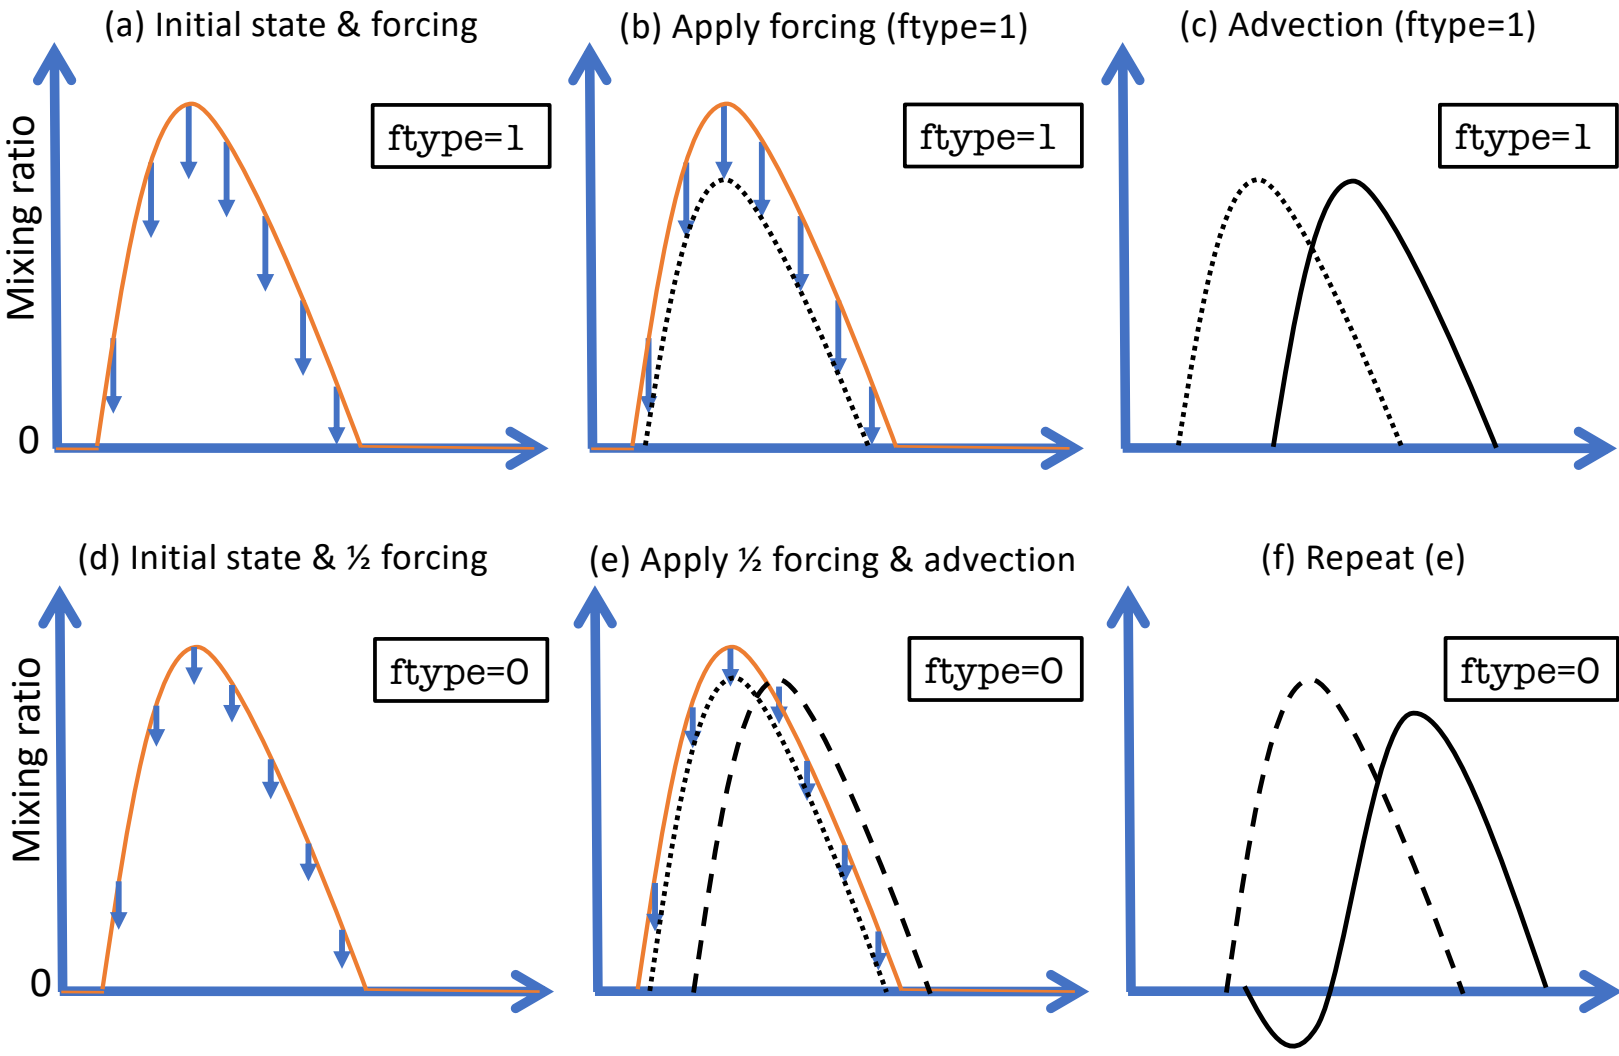 (a) Initial state & forcing
(b) Apply forcing (ftype=1)
(c) Advection (ftype=1)
ftype=1
ftype=1
ftype=1
Mixing ratio
0
(d) Initial state & ½ forcing
(e) Apply ½ forcing & advection
(f) Repeat (e)
ftype=0
ftype=0
ftype=0
Mixing ratio
0